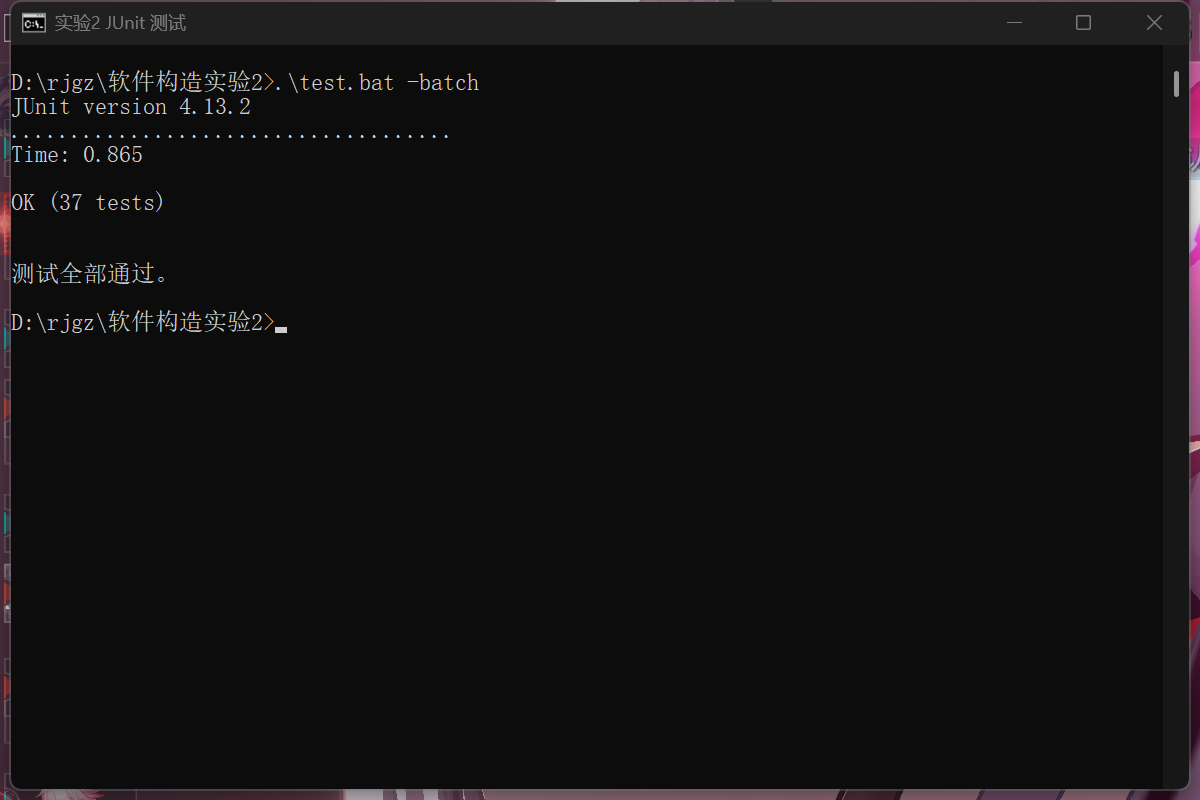 实验2 JUnit 测试
D:\rjgz\软件构造实验2>.\test.bat -batch
JUnit version 4.13.2
.....................................
Time: 0.865
OK (37 tests)
测试全部通过。
D:\rjgz\软件构造实验2>